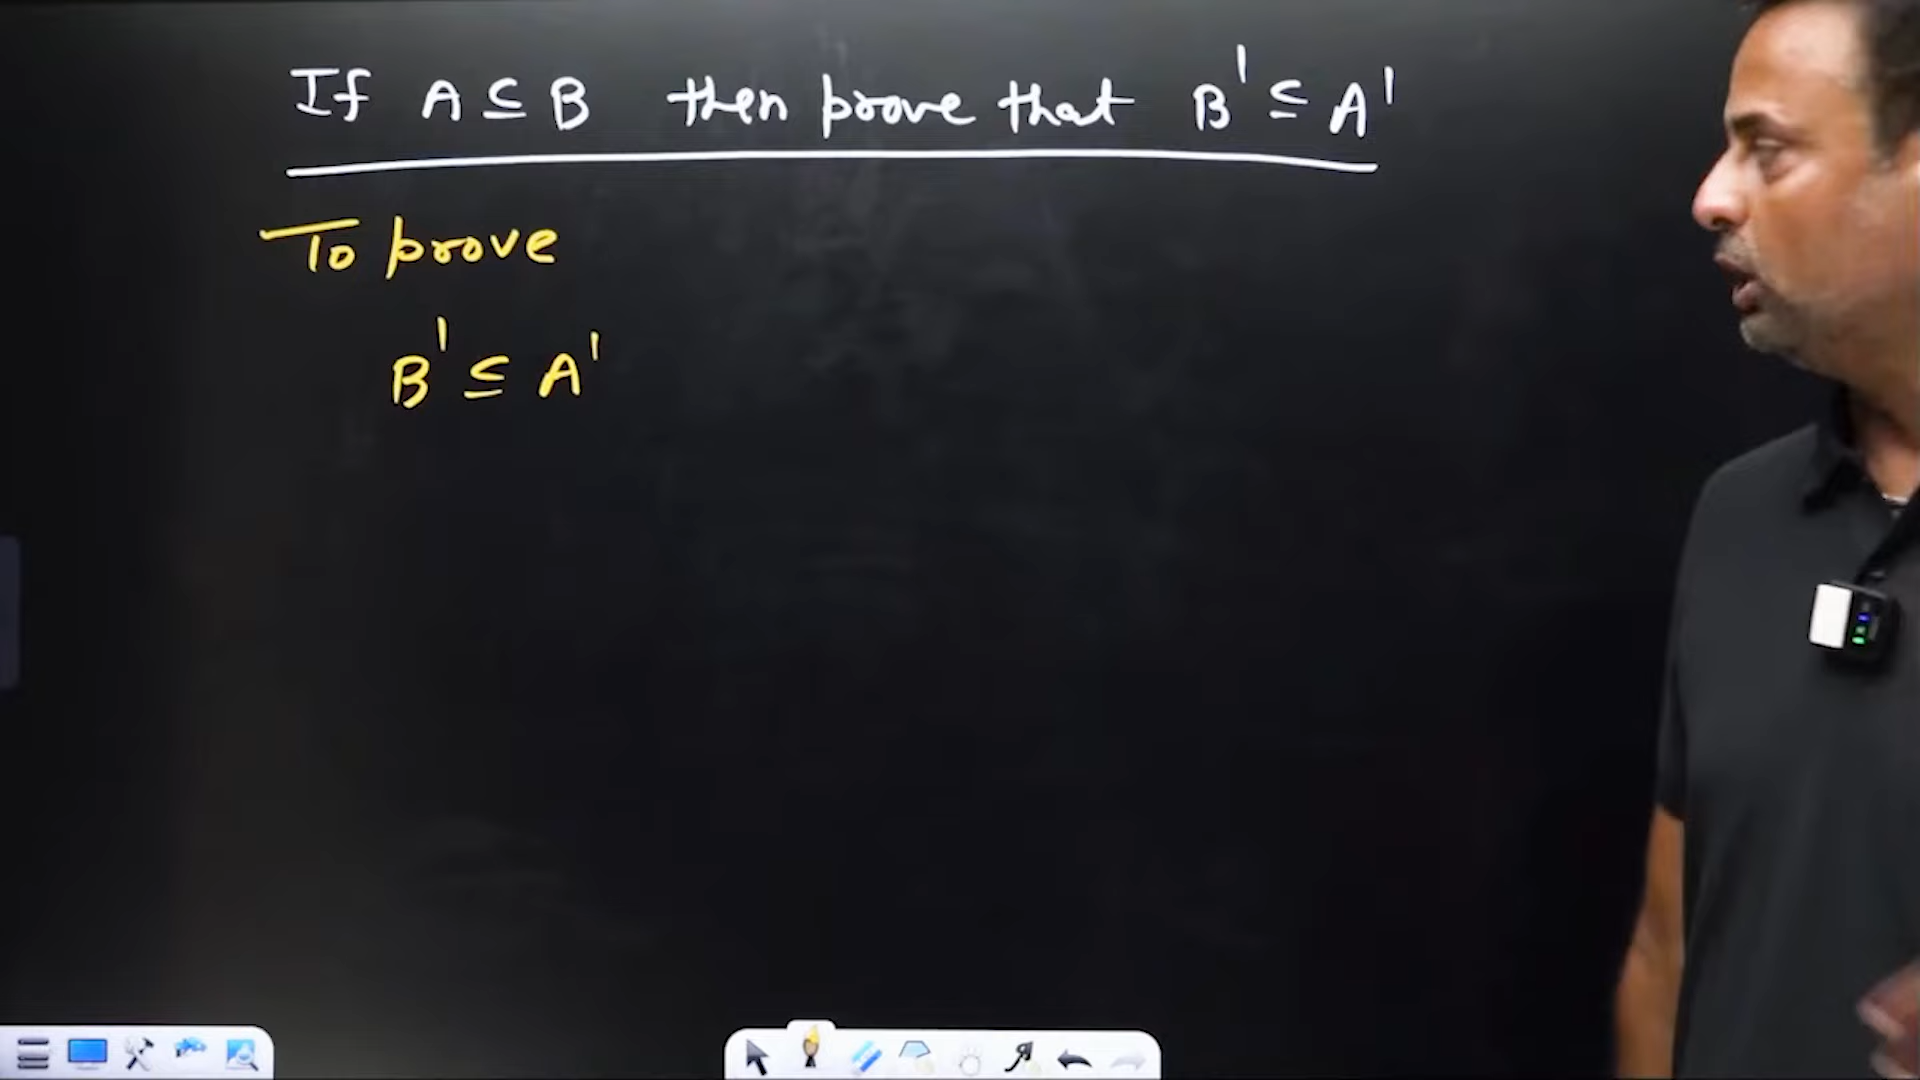 If A ⊆ B then prove that B' ⊆ A'
To prove
B' ⊆ A'